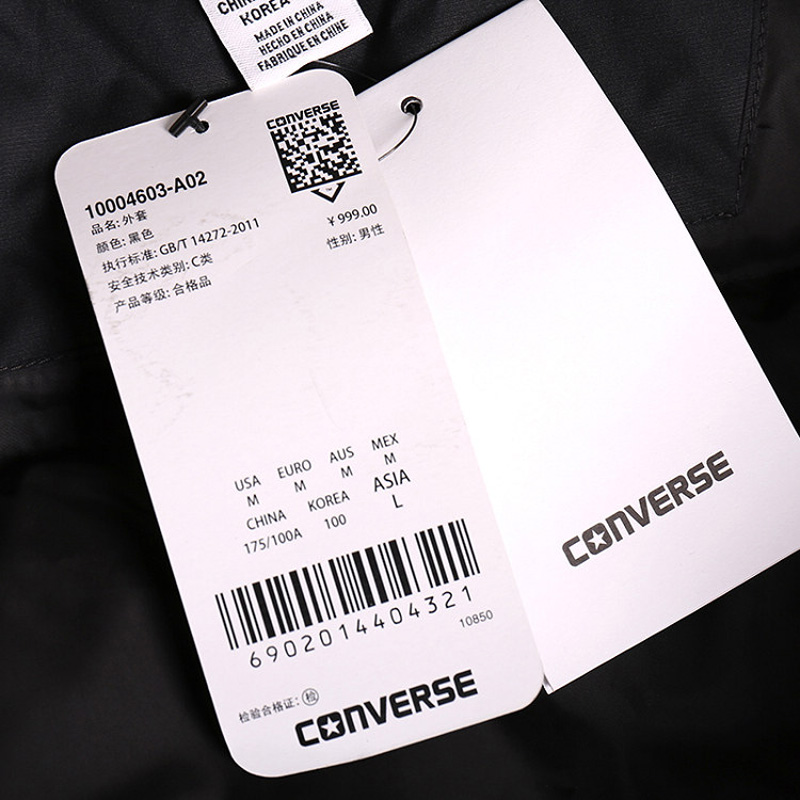 KOREA
MADE IN CHINA
HECHO EN CHINA
FABRIQUE EN CHINE
CONVERSE
10004603-A02
品名: 外套
颜色: 黑色
执行标准: GB/T 14272-2011
安全技术类别: C类
产品等级: 合格品
¥ 999.00
性别: 男性
USA EURO AUS MEX
M M M M
CHINA KOREA ASIA
175/100A 100 L
6902014404321
10850
检验合格证: 检
CONVERSE
CONVERSE